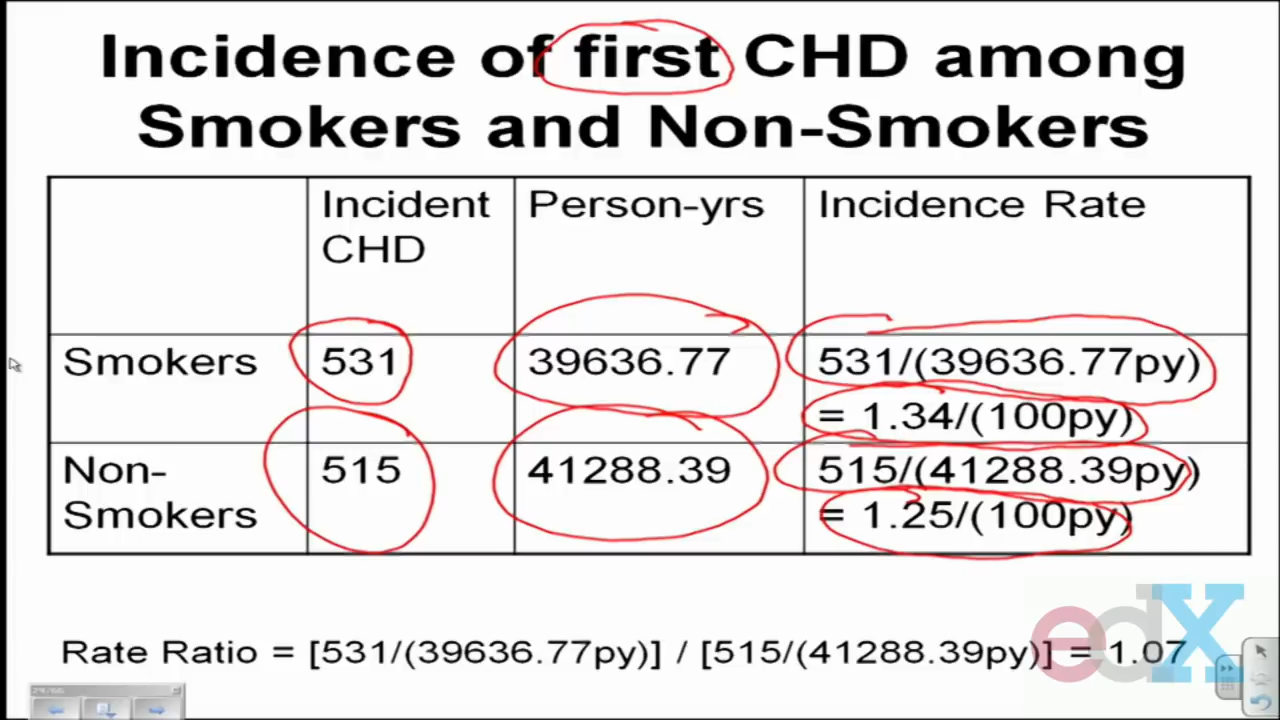 Incidence of first CHD among
Smokers and Non-Smokers
Incident
CHD
Person-yrs
Incidence Rate
Smokers
531
39636.77
531/(39636.77py)
= 1.34/(100py)
Non-
Smokers
515
41288.39
515/(41288.39py)
= 1.25/(100py)
Rate Ratio = [531/(39636.77py)] / [515/(41288.39py)] = 1.07
edX